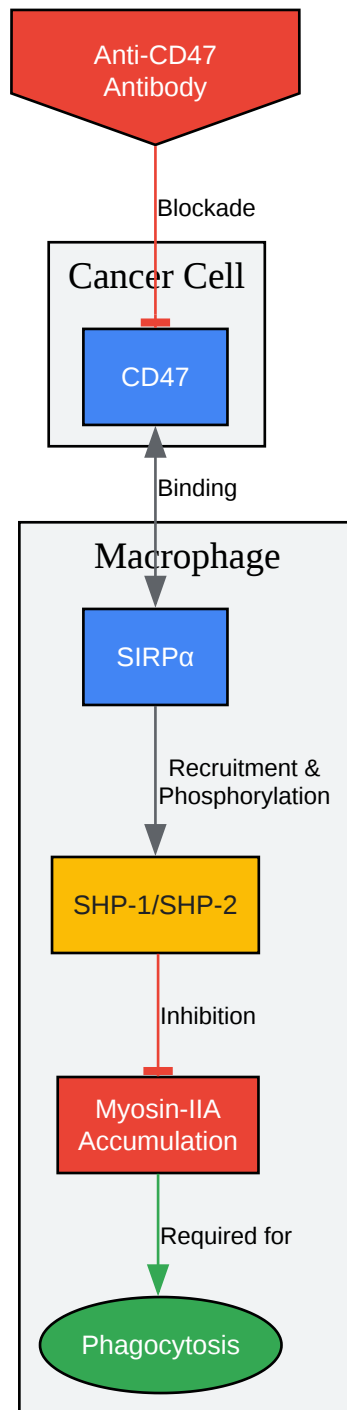 Anti-CD47
Antibody
Blockade
Cancer Cell
CD47
Binding
Macrophage
SIRPα
Recruitment &
Phosphorylation
SHP-1/SHP-2
Inhibition
Myosin-IIA
Accumulation
Required for
Phagocytosis